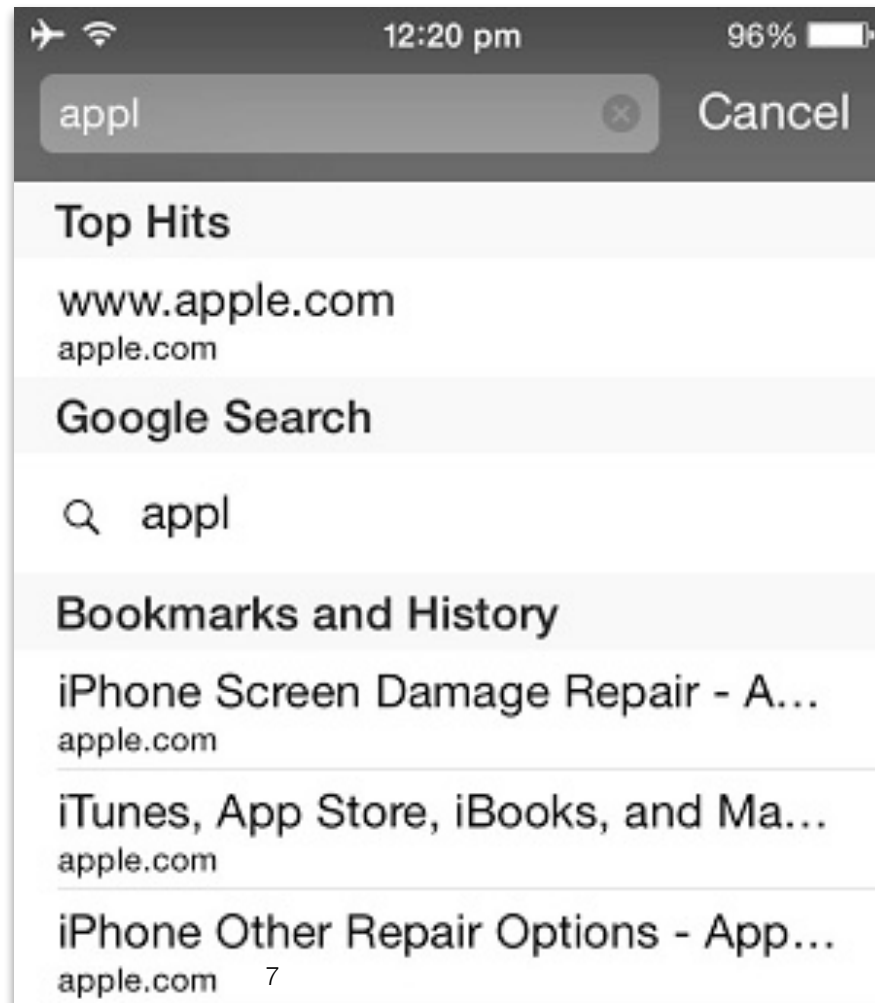 12:20 pm 96%
appl Cancel
Top Hits
www.apple.com
apple.com
Google Search
appl
Bookmarks and History
iPhone Screen Damage Repair - A...
apple.com
iTunes, App Store, iBooks, and Ma...
apple.com
iPhone Other Repair Options - App...
apple.com 7